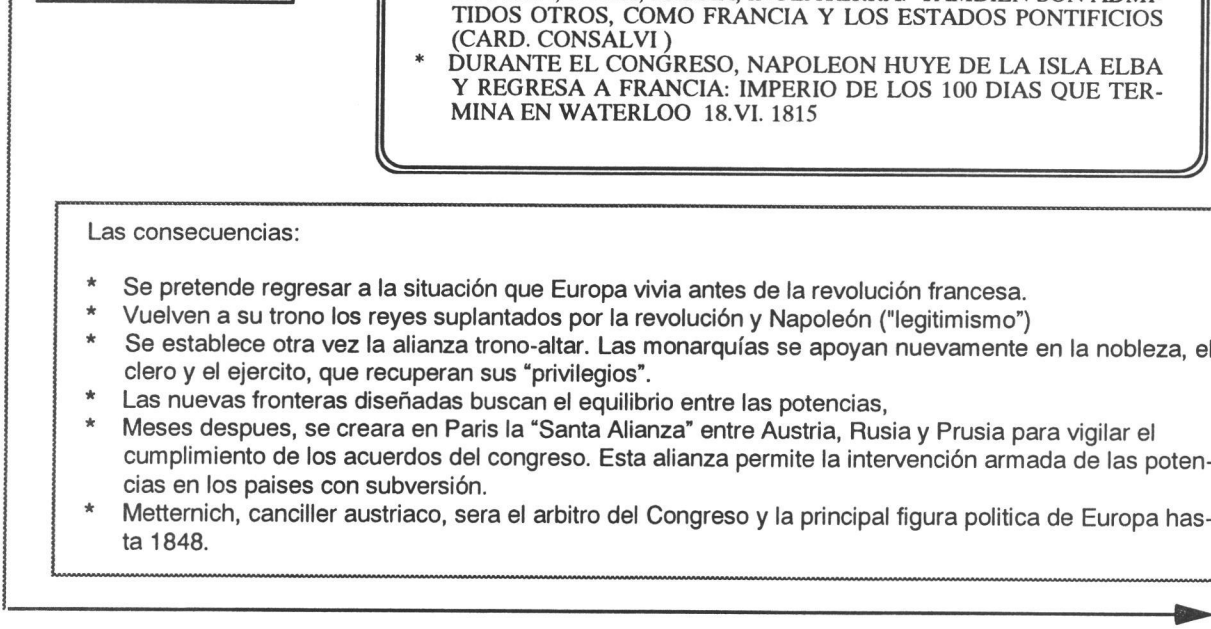 TAMBIEN SON ADMI-
TIDOS OTROS, COMO FRANCIA Y LOS ESTADOS PONTIFICIOS
(CARD. CONSALVI )
* DURANTE EL CONGRESO, NAPOLEON HUYE DE LA ISLA ELBA
Y REGRESA A FRANCIA: IMPERIO DE LOS 100 DIAS QUE TER-
MINA EN WATERLOO 18.VI. 1815
Las consecuencias:
* Se pretende regresar a la situación que Europa vivia antes de la revolución francesa.
* Vuelven a su trono los reyes suplantados por la revolución y Napoleón ("legitimismo")
* Se establece otra vez la alianza trono-altar. Las monarquías se apoyan nuevamente en la nobleza, el
clero y el ejercito, que recuperan sus “privilegios”.
* Las nuevas fronteras diseñadas buscan el equilibrio entre las potencias,
* Meses despues, se creara en Paris la “Santa Alianza” entre Austria, Rusia y Prusia para vigilar el
cumplimiento de los acuerdos del congreso. Esta alianza permite la intervención armada de las poten-
cias en los paises con subversión.
* Metternich, canciller austriaco, sera el arbitro del Congreso y la principal figura politica de Europa has-
ta 1848.